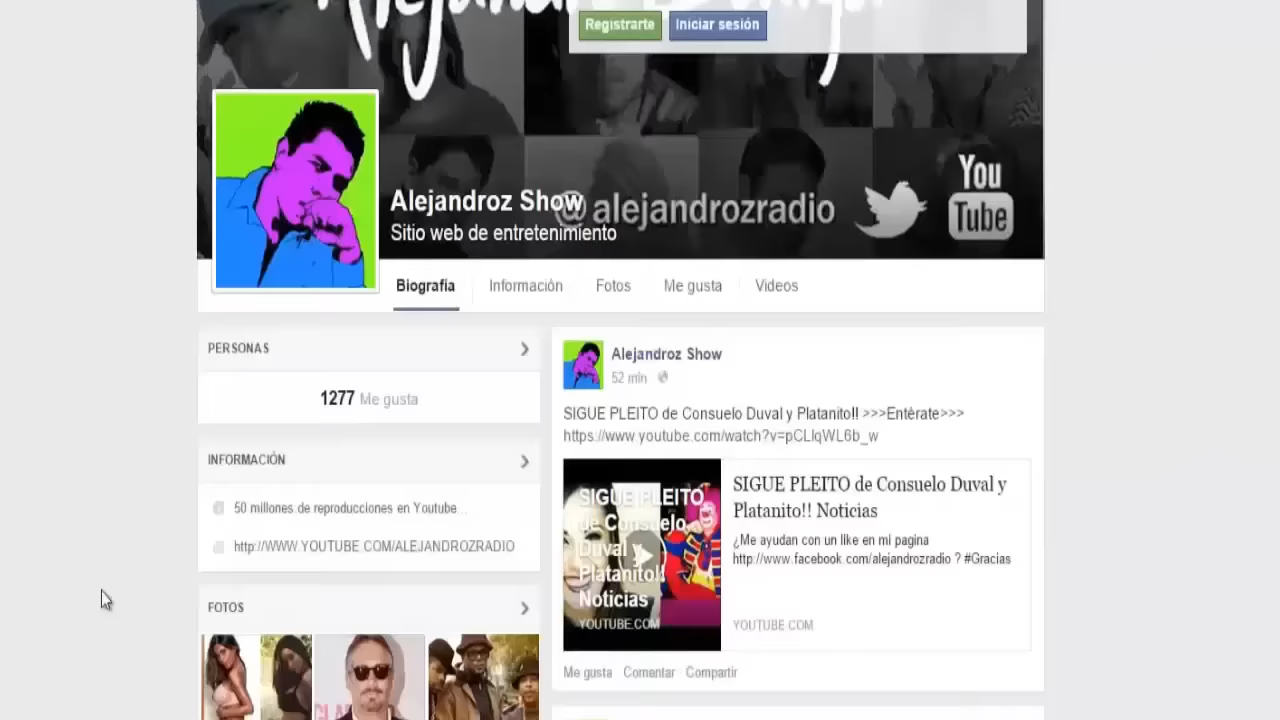 Registrarte
Iniciar sesión
Alejandroz Show
@alejandrozradio
You
Tube
Sitio web de entretenimiento
Biografía
Información
Fotos
Me gusta
Videos
PERSONAS
1277 Me gusta
INFORMACIÓN
50 millones de reproducciones en Youtube...
http://WWW.YOUTUBE.COM/ALEJANDROZRADIO
FOTOS
Alejandroz Show
52 min
SIGUE PLEITO de Consuelo Duval y Platanito!! >>>Entérate>>>
https://www.youtube.com/watch?v=pCLIqWL6b_w
SIGUE PLEITO
de Consuelo
Duval y
Platanito!!
Noticias
YOUTUBE.COM
SIGUE PLEITO de Consuelo Duval y
Platanito!! Noticias
¿Me ayudan con un like en mi pagina
http://www.facebook.com/alejandrozradio ? #Gracias
YOUTUBE.COM
Me gusta · Comentar · Compartir